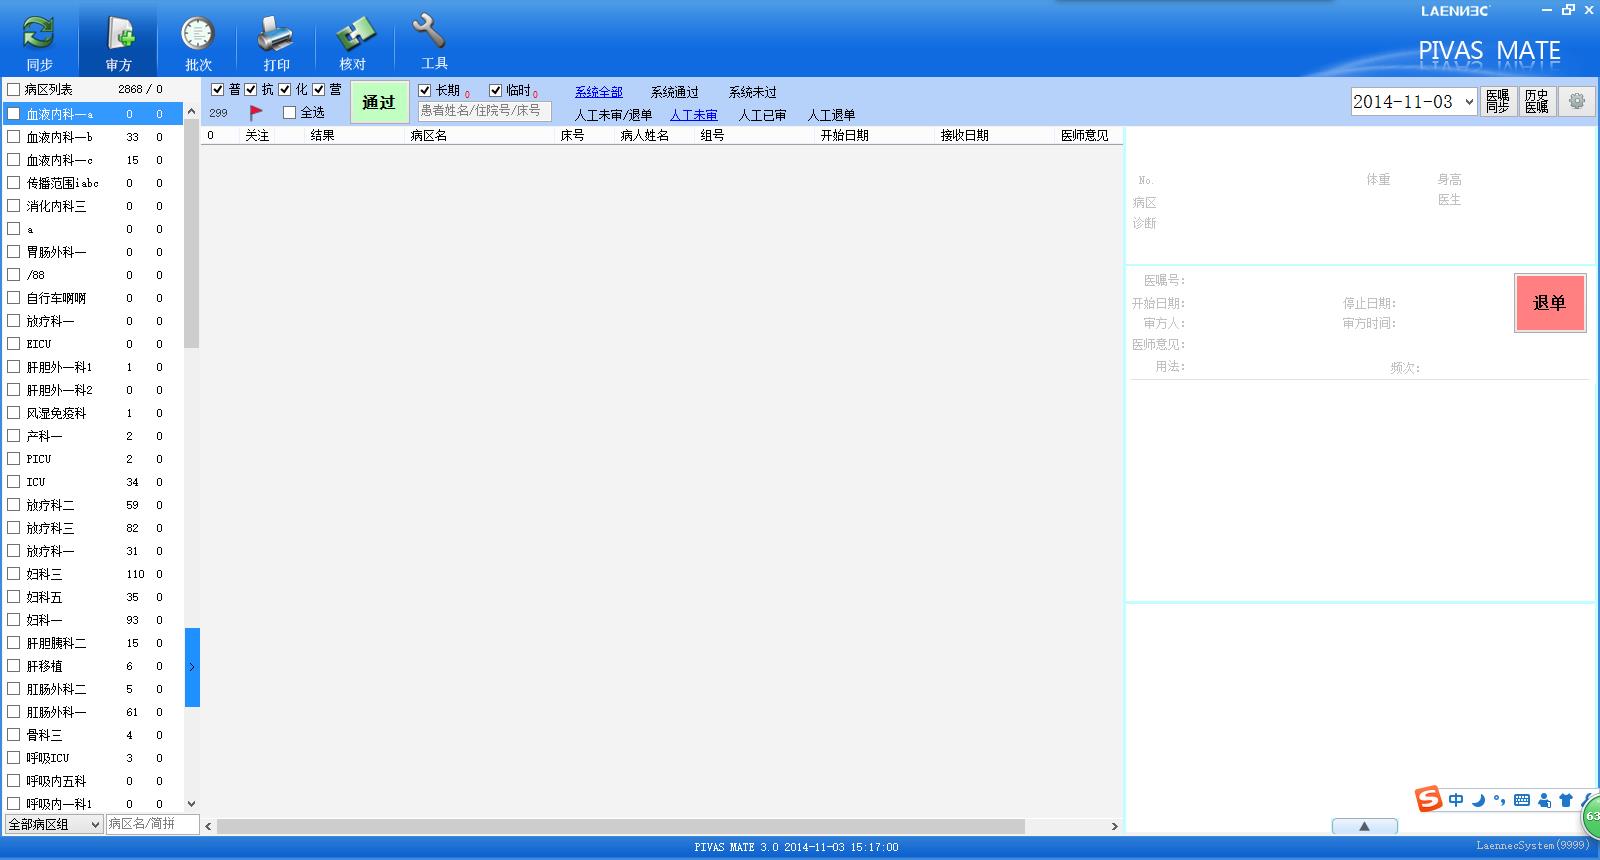 LAENNEC
PIVAS MATE
同步 审方 批次 打印 核对 工具
病区列表 2868 / 0
普 抗 化 营 通过 长期 0 临时 0 系统全部 系统通过 系统未过
299 全选 患者姓名/住院号/床号 人工未审/退单 人工未审 人工已审 人工退单
2014-11-03 医嘱同步 历史医嘱
0 关注 结果 病区名 床号 病人姓名 组号 开始日期 接收日期 医师意见
血液内科一a 0 0
血液内科一b 33 0
血液内科一c 15 0
传播范围iabc 0 0
消化内科三 0 0
a 0 0
胃肠外科一 0 0
/88 0 0
自行车啊啊 0 0
放疗科一 0 0
EICU 0 0
肝胆外一科1 1 0
肝胆外一科2 0 0
风湿免疫科 1 0
产科一 2 0
PICU 2 0
ICU 34 0
放疗科二 59 0
放疗科三 82 0
放疗科一 31 0
妇科三 110 0
妇科五 35 0
妇科一 93 0
肝胆胰科二 15 0
肝移植 6 0
肛肠外科二 5 0
肛肠外科一 61 0
骨科三 4 0
呼吸ICU 3 0
呼吸内五科 0 0
呼吸内一科1 0 0
全部病区组 病区名/简拼
No. 体重 身高
病区 医生
诊断
医嘱号:
退单
开始日期: 停止日期:
审方人: 审方时间:
医师意见:
用法: 频次:
S 中
63
PIVAS MATE 3.0 2014-11-03 15:17:00
LaennecSystem(9999)